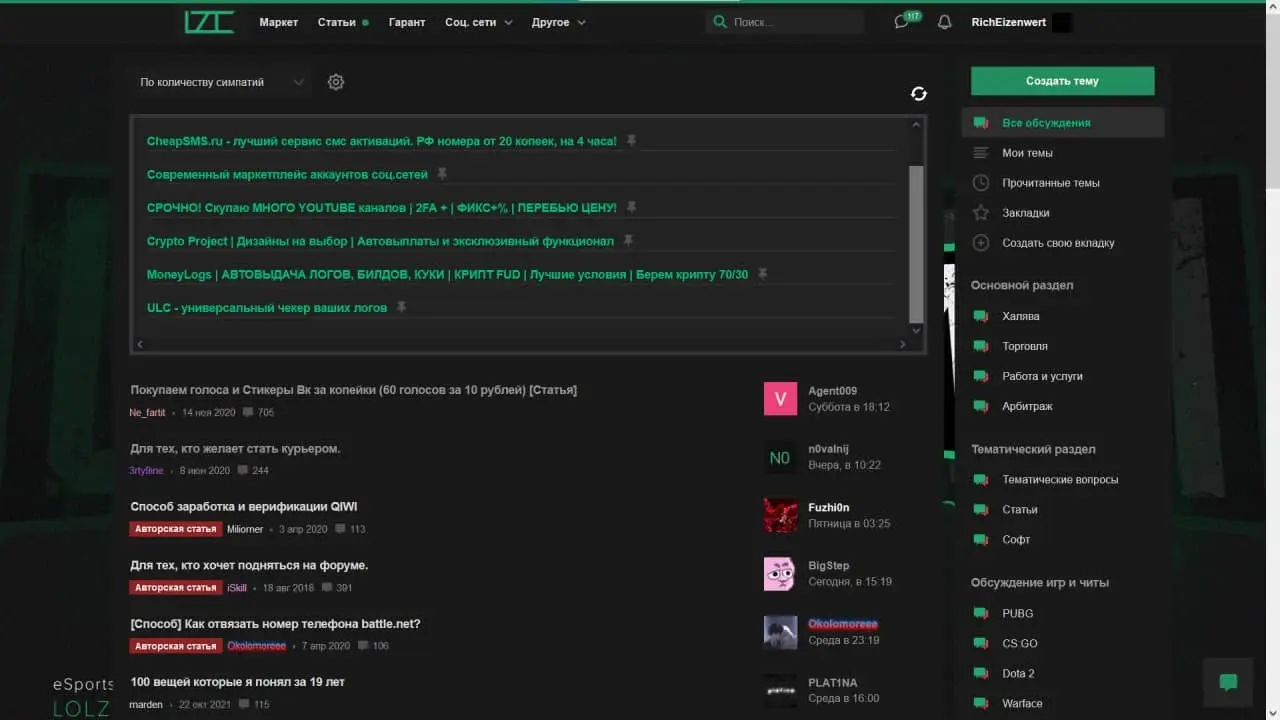 LZT
Маркет Статьи Гарант Соц. сети Другое Поиск... 117 RichEizenwert
По количеству симпатий
CheapSMS.ru - лучший сервис смс активаций. РФ номера от 20 копеек, на 4 часа!
Современный маркетплейс аккаунтов соц.сетей
СРОЧНО! Скупаю МНОГО YOUTUBE каналов | 2FA + | ФИКС+% | ПЕРЕБЬЮ ЦЕНУ!
Crypto Project | Дизайны на выбор | Автовыплаты и эксклюзивный функционал
MoneyLogs | АВТОВЫДАЧА ЛОГОВ, БИЛДОВ, КУКИ | КРИПТ FUD | Лучшие условия | Берем крипту 70/30
ULC - универсальный чекер ваших логов
Покупаем голоса и Стикеры Вк за копейки (60 голосов за 10 рублей) [Статья]
Ne_fartit • 14 ноя 2020 705
V
Agent009
Суббота в 18:12
Для тех, кто желает стать курьером.
3rty9ine • 8 июн 2020 244
N0
n0valnij
Вчера, в 10:22
Способ заработка и верификации QIWI
Авторская статья Miliomer • 3 апр 2020 113
Fuzhi0n
Пятница в 03:25
Для тех, кто хочет подняться на форуме.
Авторская статья iSkill • 18 авг 2018 391
BigStep
Сегодня, в 15:19
[Способ] Как отвязать номер телефона battle.net?
Авторская статья Okolomoreee • 7 апр 2020 106
Okolomoreee
Среда в 23:19
100 вещей которые я понял за 19 лет
marden • 22 окт 2021 115
PLAT1NA
Среда в 16:00
Создать тему
Все обсуждения
Мои темы
Прочитанные темы
Закладки
Создать свою вкладку
Основной раздел
Халява
Торговля
Работа и услуги
Арбитраж
Тематический раздел
Тематические вопросы
Статьи
Софт
Обсуждение игр и читы
PUBG
CS:GO
Dota 2
Warface
eSports
LOLZ